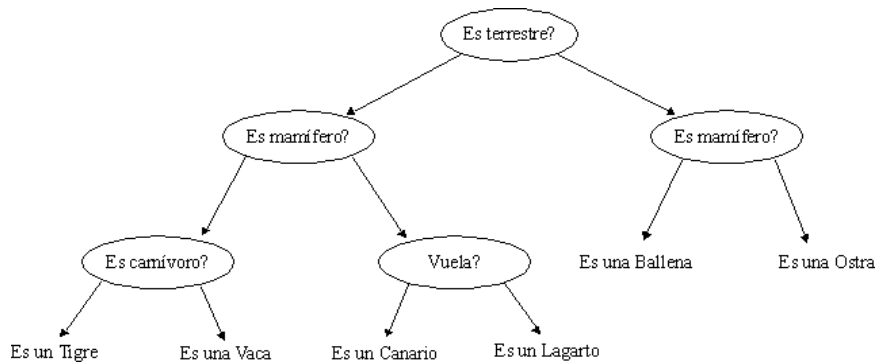 Es terrestre?
Es mamífero?
Es mamífero?
Es carnívoro?
Vuela?
Es una Ballena
Es una Ostra
Es un Tigre
Es una Vaca
Es un Canario
Es un Lagarto